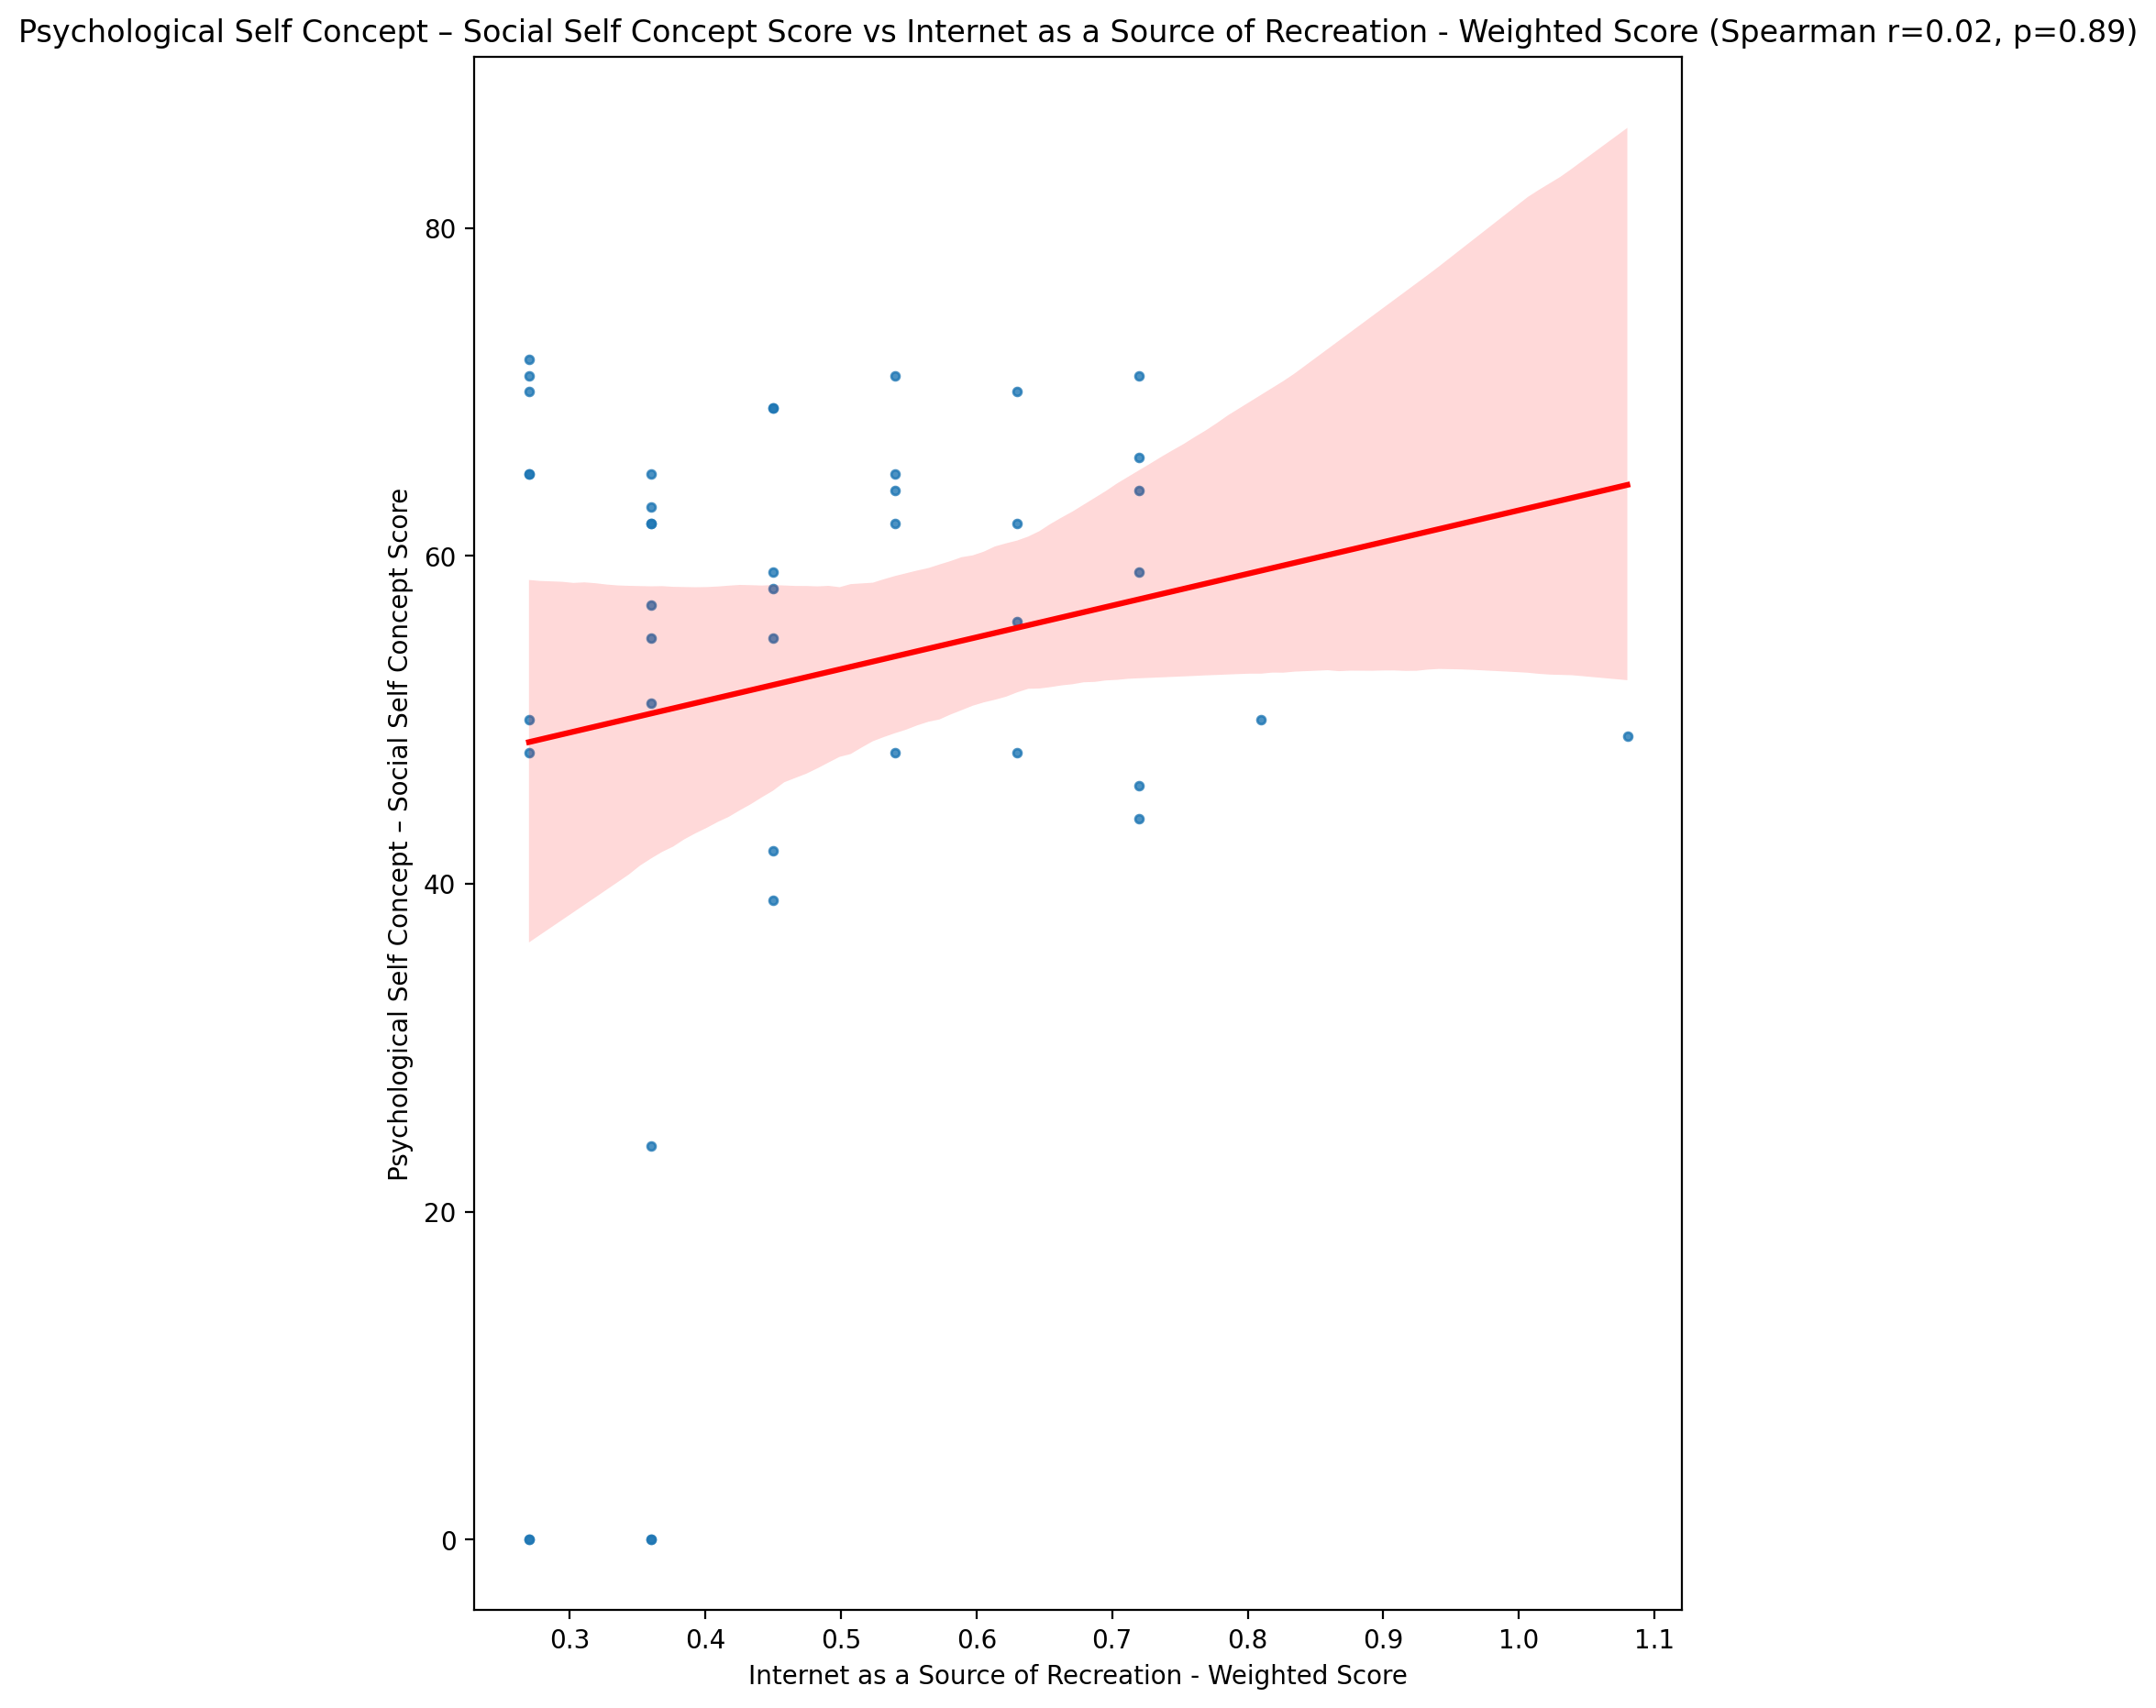 Psychological Self Concept – Social Self Concept Score vs Internet as a Source of Recreation - Weighted Score (Spearman r=0.02, p=0.89)
Psychological Self Concept – Social Self Concept Score
80
60
40
20
0
0.3 0.4 0.5 0.6 0.7 0.8 0.9 1.0 1.1
Internet as a Source of Recreation - Weighted Score